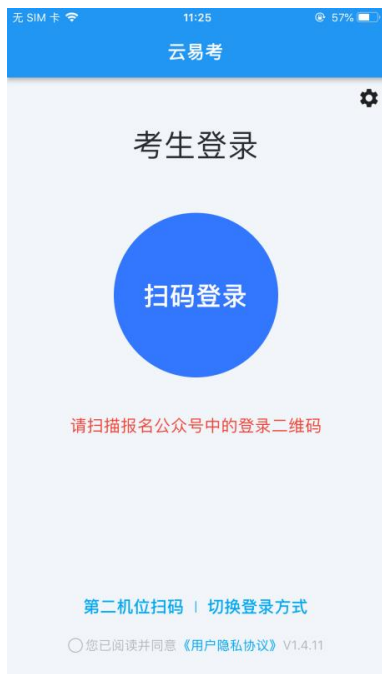 无 SIM 卡 11:25 57%
云易考
考生登录
扫码登录
请扫描报名公众号中的登录二维码
第二机位扫码 | 切换登录方式
您已阅读并同意《用户隐私协议》V1.4.11